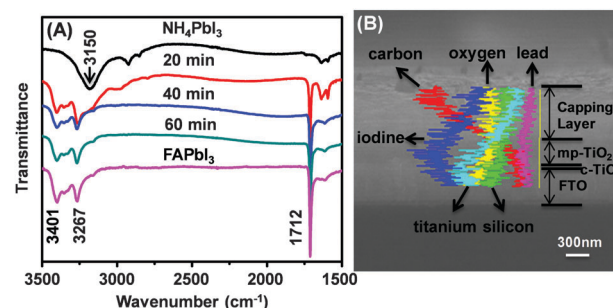 (A)
NH₄PbI₃
3150
20 min
40 min
60 min
FAPbI₃
3401
3267
1712
Transmittance
3500 3000 2500 2000 1500
Wavenumber (cm⁻¹)
(B)
carbon oxygen lead
iodine
Capping
Layer
mp-TiO₂
c-TiO
FTO
titanium silicon
300nm